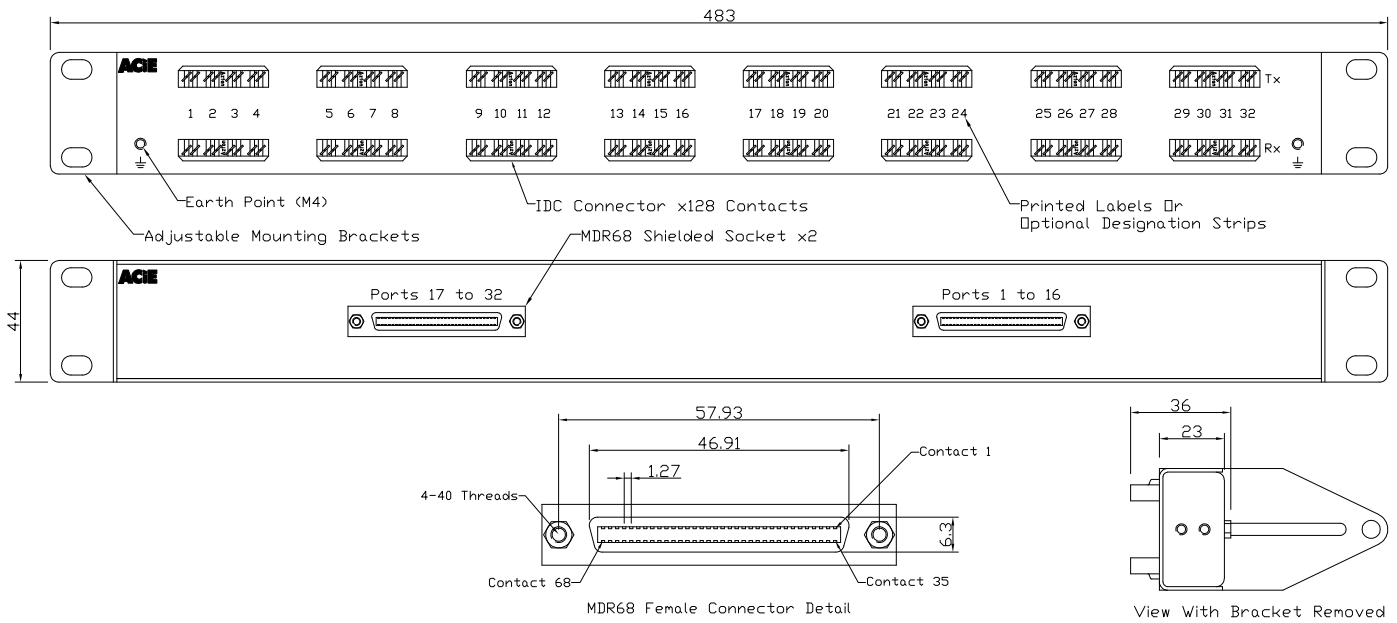 483
ACIE
Tx
1 2 3 4 5 6 7 8 9 10 11 12 13 14 15 16 17 18 19 20 21 22 23 24 25 26 27 28 29 30 31 32
Rx
Earth Point (M4)
IDC Connector x128 Contacts
Printed Labels Or
Optional Designation Strips
Adjustable Mounting Brackets
MDR68 Shielded Socket x2
ACIE
44
Ports 17 to 32
Ports 1 to 16
57.93
46.91
1.27
Contact 1
4-40 Threads
6.3
Contact 68
Contact 35
MDR68 Female Connector Detail
36
23
View With Bracket Removed